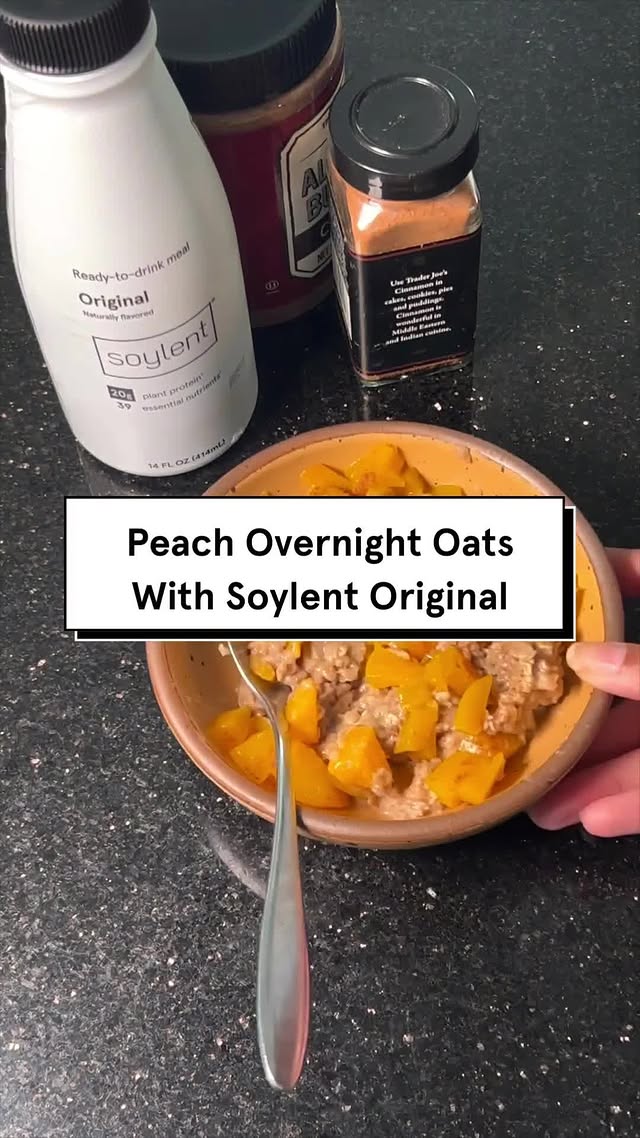 Ready-to-drink meal
Original
Naturally flavored
soylent
20g plant protein
39 essential nutrients
14 FL OZ (414mL)
Use Trader Joe's
Cinnamon in
cakes, cookies, pies
and puddings.
Cinnamon is
wonderful in
Middle Eastern
and Indian cuisine.
Peach Overnight Oats
With Soylent Original